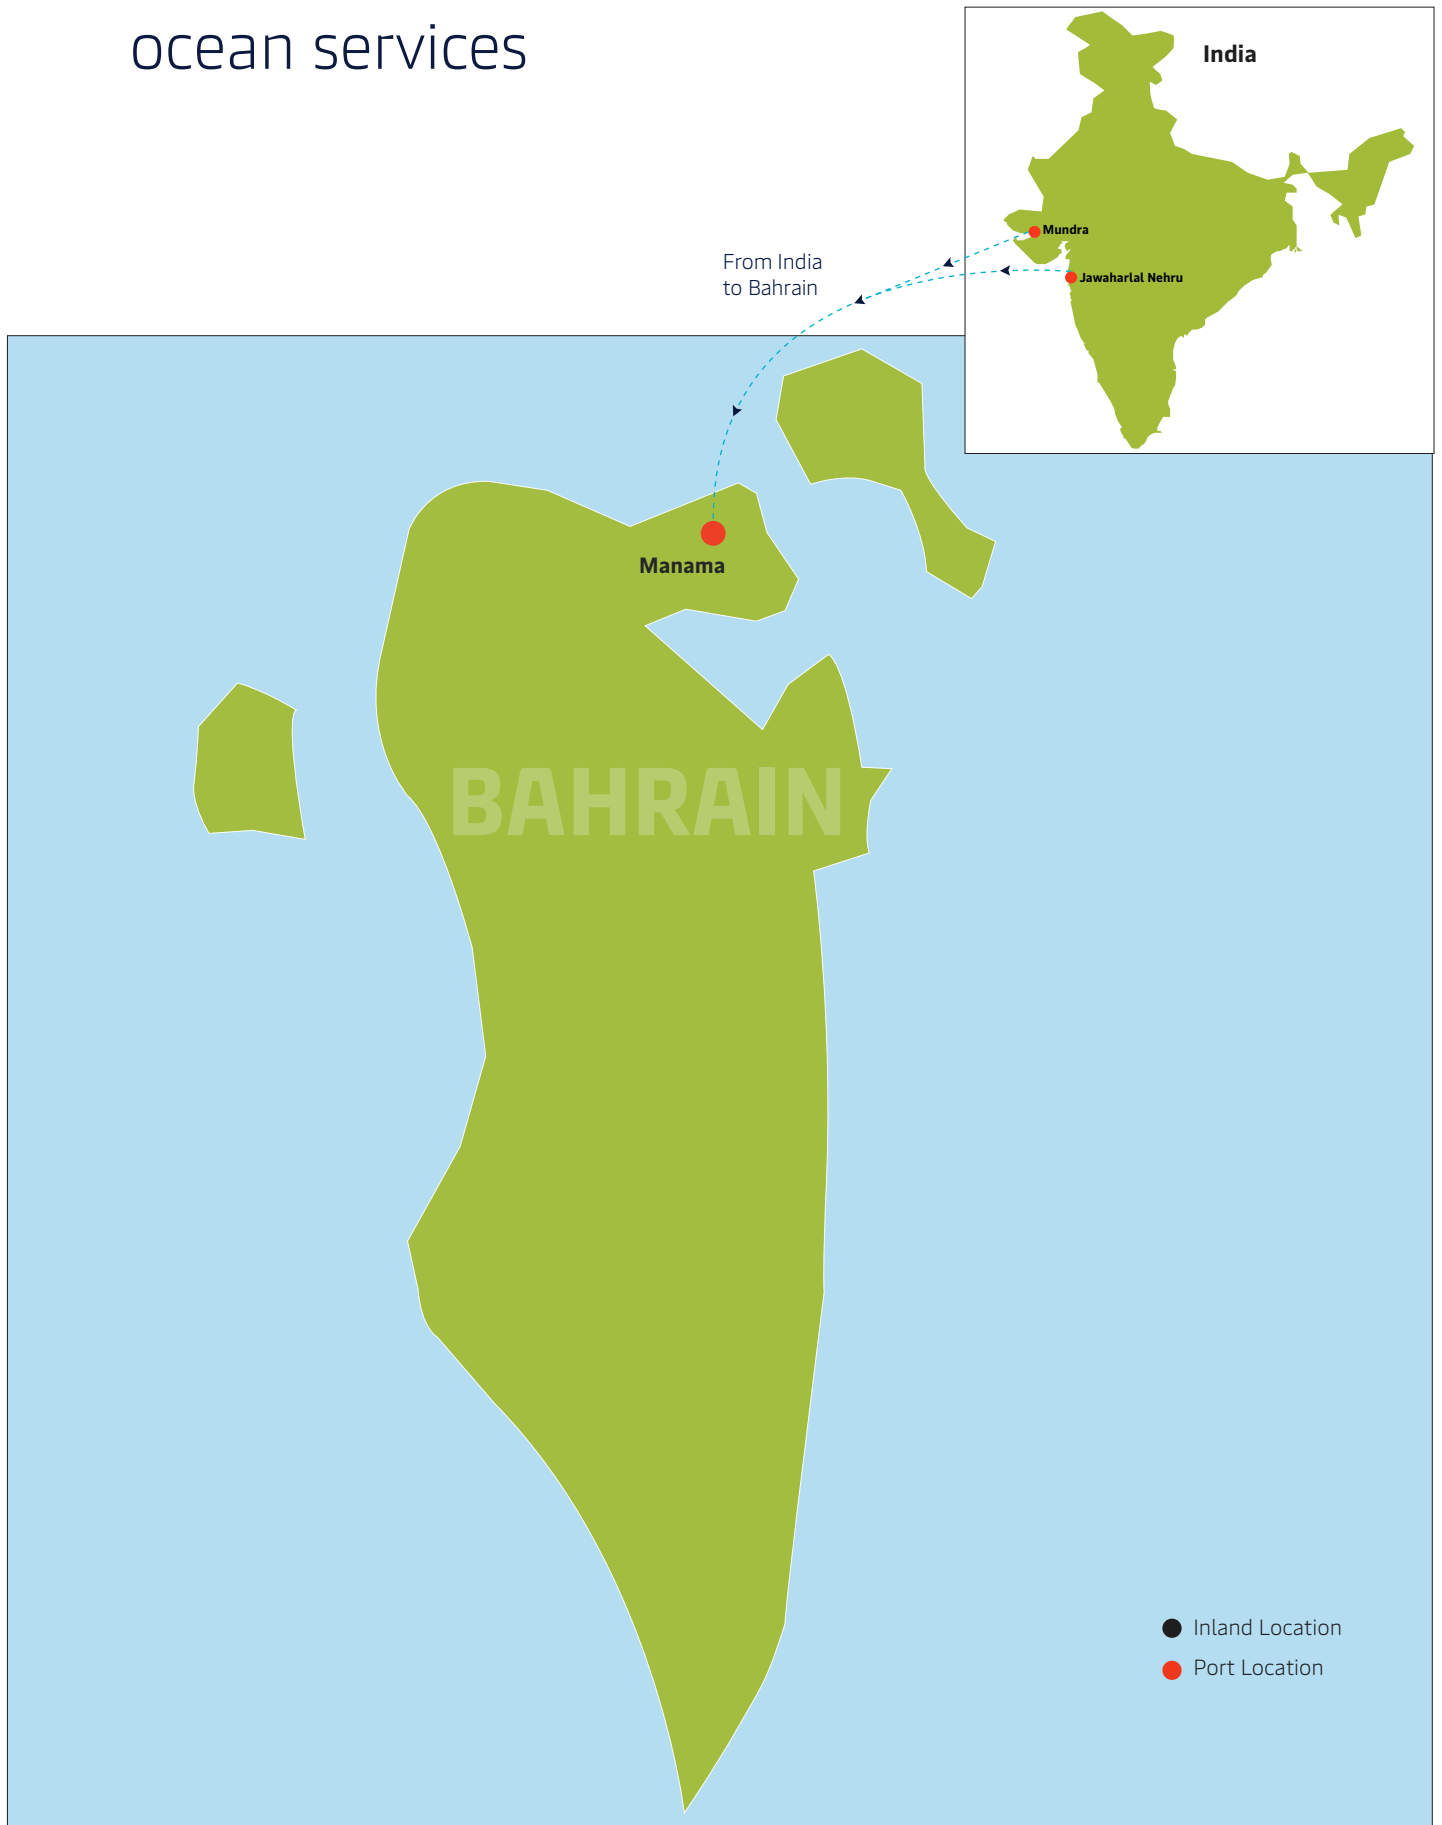 ocean services
India
Mundra
Jawaharlal Nehru
From India
to Bahrain
Manama
BAHRAIN
Inland Location
Port Location